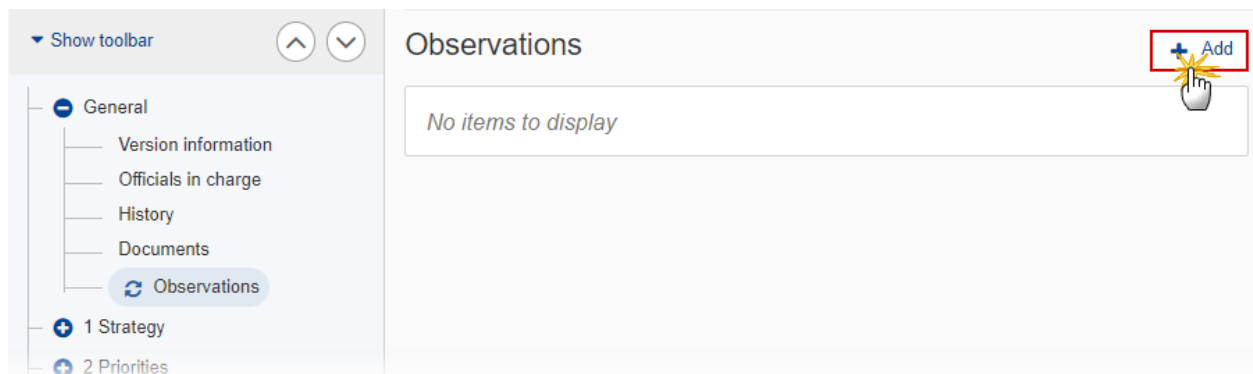 Show toolbar
Observations
Add
General
No items to display
Version information
Officials in charge
History
Documents
Observations
1 Strategy
2 Priorities